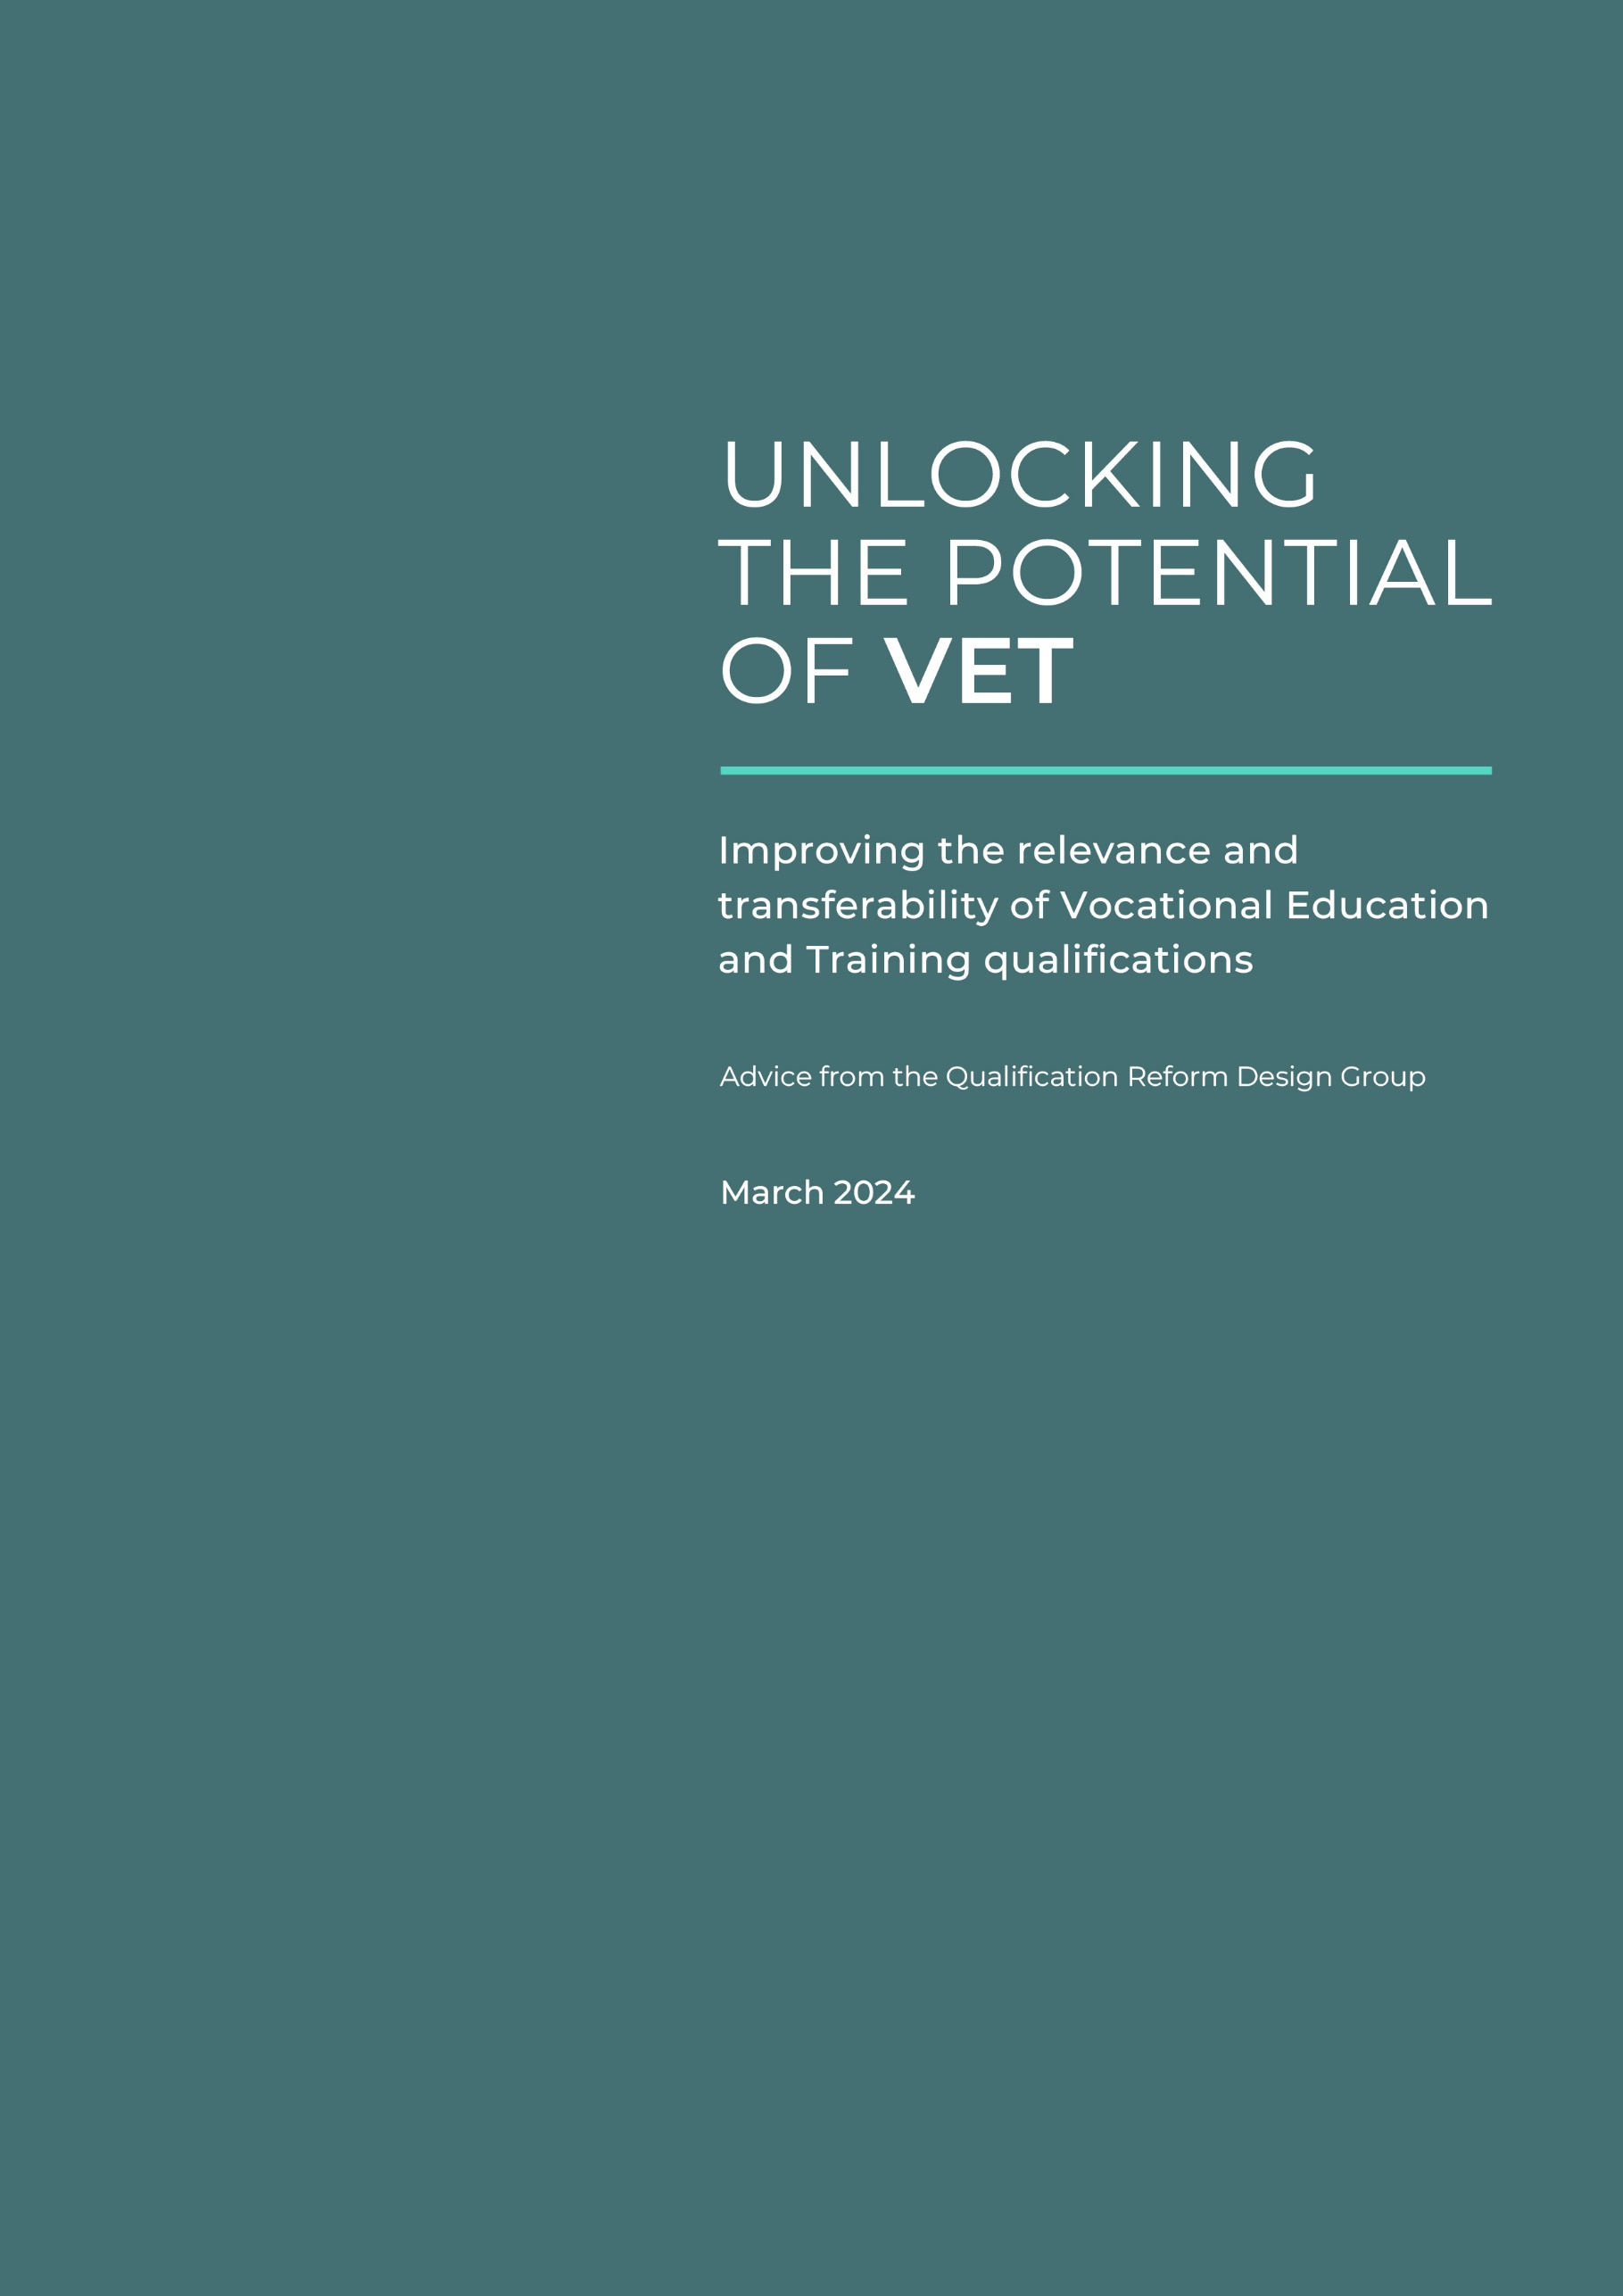 UNLOCKING
THE POTENTIAL
OF VET
Improving the relevance and
transferability of Vocational Education
and Training qualifications
Advice from the Qualification Reform Design Group
March 2024